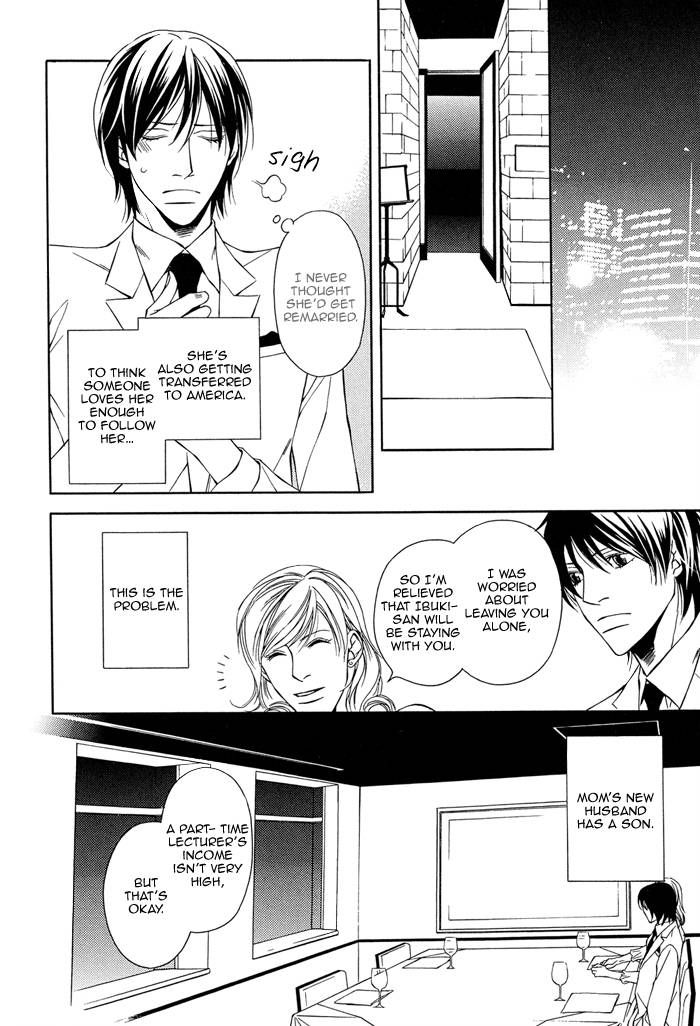 sigh
I NEVER
THOUGHT
SHE'D GET
REMARRIED.
SHE'S
ALSO GETTING
TRANSFERRED
TO AMERICA.
TO THINK
SOMEONE
LOVES HER
ENOUGH
TO FOLLOW
HER...
I WAS
WORRIED
ABOUT
LEAVING YOU
ALONE,
SO I'M
RELIEVED
THAT IBUKI-
SAN WILL
BE STAYING
WITH YOU.
THIS IS THE
PROBLEM.
MOM'S NEW
HUSBAND
HAS A SON.
A PART- TIME
LECTURER'S
INCOME
ISN'T VERY
HIGH,
BUT
THAT'S
OKAY.